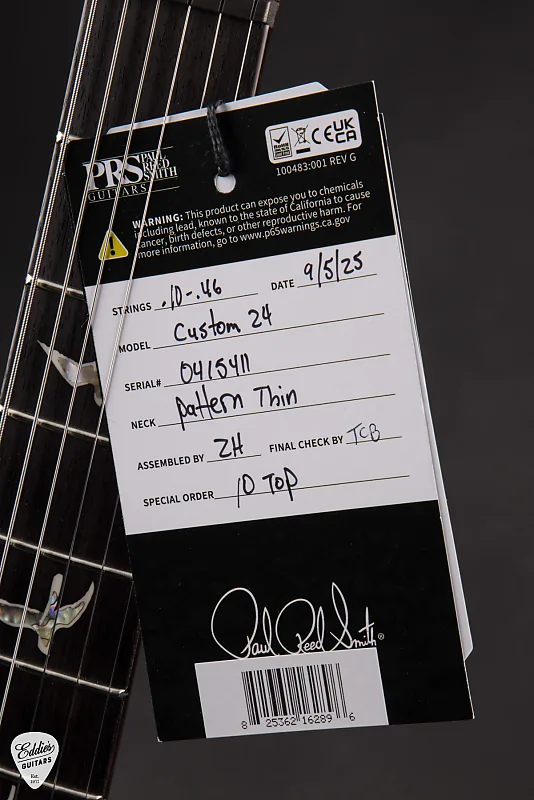 PRS PAUL REED SMITH
GUITARS
CE UKCA
100483:001 REV G
WARNING: This product can expose you to chemicals
including lead, known to the state of California to cause
cancer, birth defects, or other reproductive harm. For
more information, go to www.p65warnings.ca.gov
STRINGS .10-.46 DATE 9/5/25
MODEL Custom 24
SERIAL# 0415411
NECK Pattern Thin
ASSEMBLED BY ZH FINAL CHECK BY TCB
SPECIAL ORDER 10 TOP
Paul Reed Smith®
8 25362 16289 6
Eddie's
GUITARS
Est.